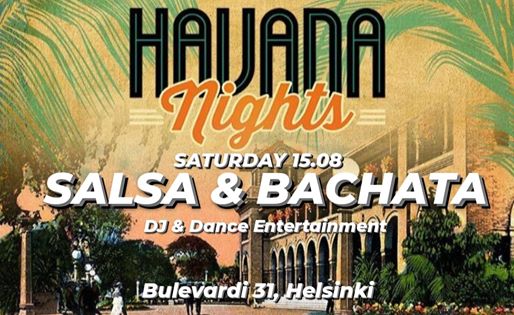 HAVANA
Nights
SATURDAY 15.08
SALSA & BACHATA
DJ & Dance Entertainment
Bulevardi 31, Helsinki